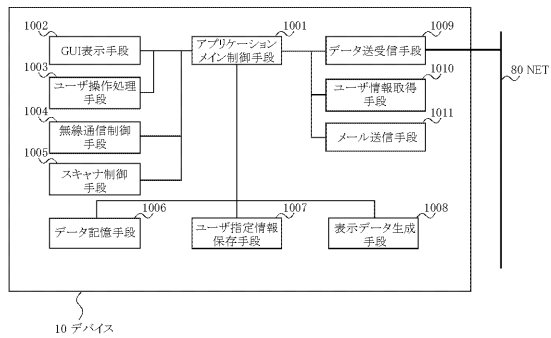 1002
GUI表示手段
1003
ユーザ操作処理
手段
1004
無線通信制御
手段
1005
スキャナ制御
手段
1001
アプリケーション
メイン制御手段
1009
データ送受信手段
1010
ユーザ情報取得
手段
1011
メール送信手段
80 NET
1006
データ記憶手段
1007
ユーザ指定情報
保存手段
1008
表示データ生成
手段
10 デバイス